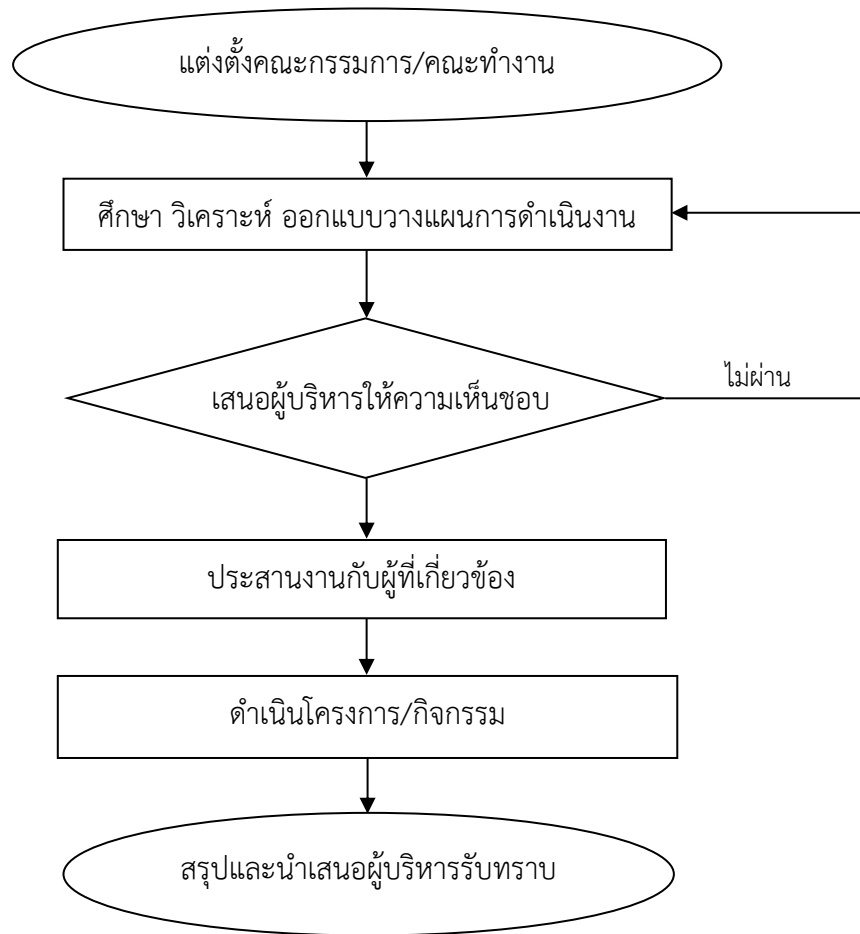 แต่งตั้งคณะกรรมการ/คณะทำงาน
ศึกษา วิเคราะห์ ออกแบบวางแผนการดำเนินงาน
เสนอผู้บริหารให้ความเห็นชอบ
ไม่ผ่าน
ประสานงานกับผู้ที่เกี่ยวข้อง
ดำเนินโครงการ/กิจกรรม
สรุปและนำเสนอผู้บริหารรับทราบ